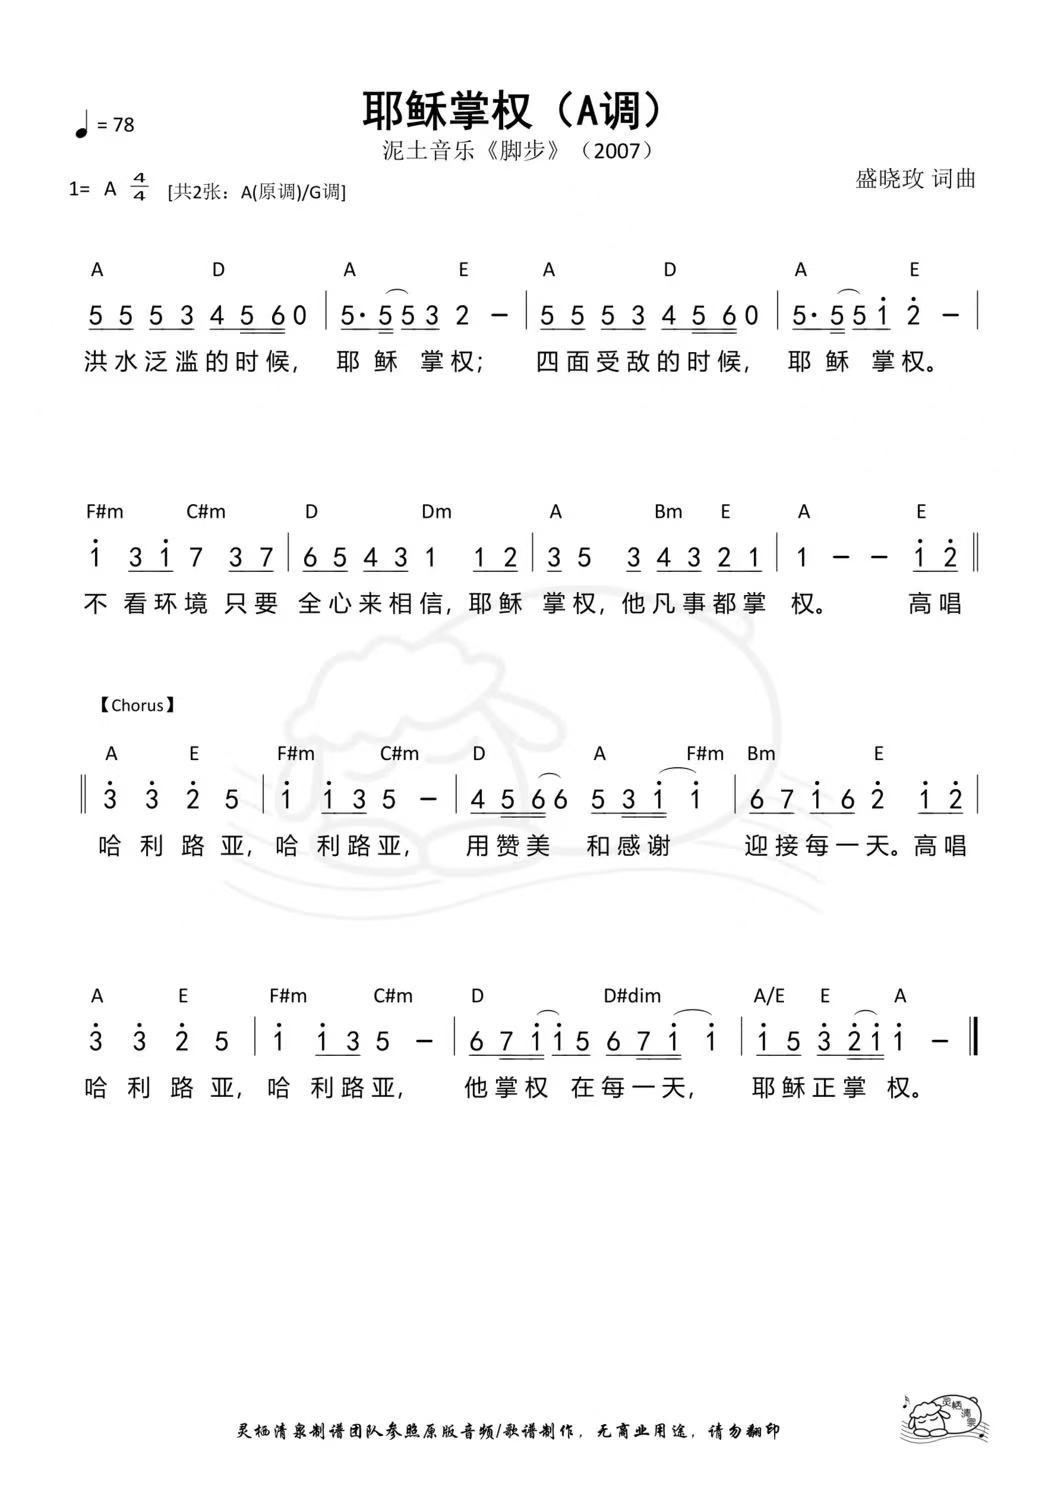 耶稣掌权（A调）
♩ = 78
泥土音乐《脚步》（2007）
1= A 4/4 [共2张：A(原调)/G调]
盛晓玫 词曲
A D A E A D A E
5 5 5 3 4 5 6 0 | 5· 5 5 3 2 － | 5 5 5 3 4 5 6 0 | 5· 5 5 1̇ 2̇ － |
洪水泛滥的时候， 耶 稣 掌 权； 四面受敌的时候， 耶 稣 掌 权。
F#m C#m D Dm A Bm E A E
1̇ 3 1̇ 7 3 7 | 6 5 4 3 1 1 2 | 3 5 3 4 3 2 1 | 1 － － 1̇ 2̇ ‖
不 看环境 只要 全心来相信，耶稣 掌权，他凡事都掌 权。 高唱
【Chorus】
A E F#m C#m D A F#m Bm E
‖ 3̇ 3̇ 2̇ 5 | 1̇ 1̇ 3 5 － | 4 5 6 6 5 3 1̇ 1̇ | 6 7 1̇ 6 2̇ 1̇ 2̇ |
哈 利 路 亚，哈 利路亚， 用赞美 和感谢 迎接每一天。高唱
A E F#m C#m D D#dim A/E E A
3̇ 3̇ 2̇ 5 | 1̇ 1̇ 3 5 － | 6 7 1̇ 1̇ 5 6 7 1̇ 1̇ | 1̇ 5 3̇ 2̇ 1̇ 1̇ － ‖
哈 利 路 亚，哈 利路亚， 他掌权 在每一天， 耶稣正掌 权。
灵栖清泉
灵栖清泉制谱团队参照原版音频/歌谱制作，无商业用途，请勿翻印